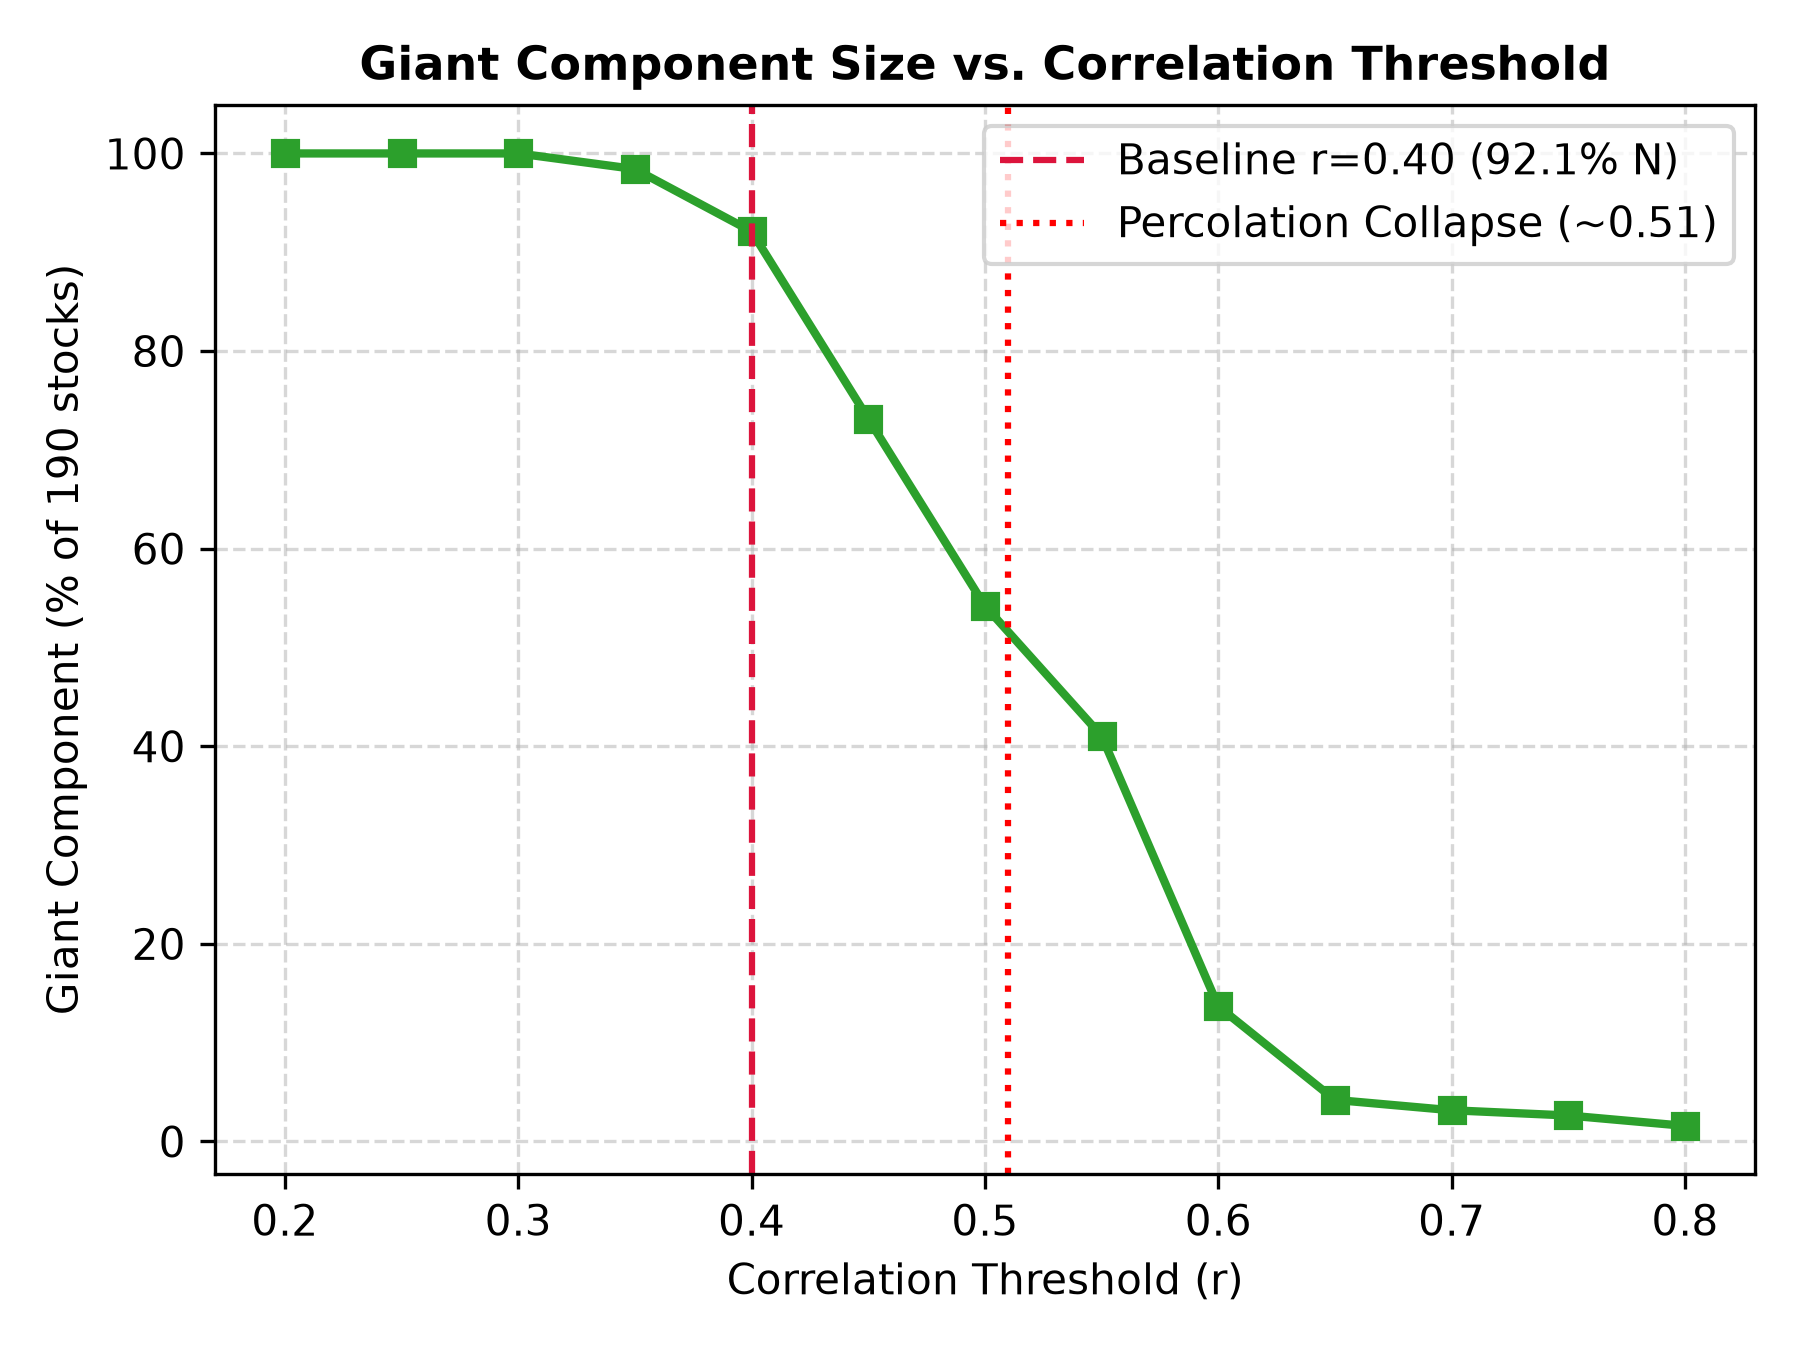 Giant Component Size vs. Correlation Threshold
Baseline r=0.40 (92.1% N)
Percolation Collapse (~0.51)
Giant Component (% of 190 stocks)
100
80
60
40
20
0
0.2 0.3 0.4 0.5 0.6 0.7 0.8
Correlation Threshold (r)